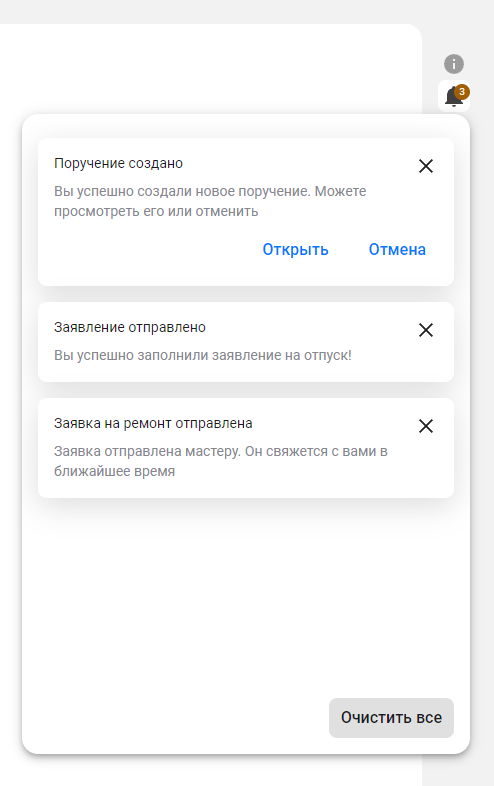 3
Поручение создано
Вы успешно создали новое поручение. Можете
просмотреть его или отменить
Открыть Отмена
Заявление отправлено
Вы успешно заполнили заявление на отпуск!
Заявка на ремонт отправлена
Заявка отправлена мастеру. Он свяжется с вами в
ближайшее время
Очистить все